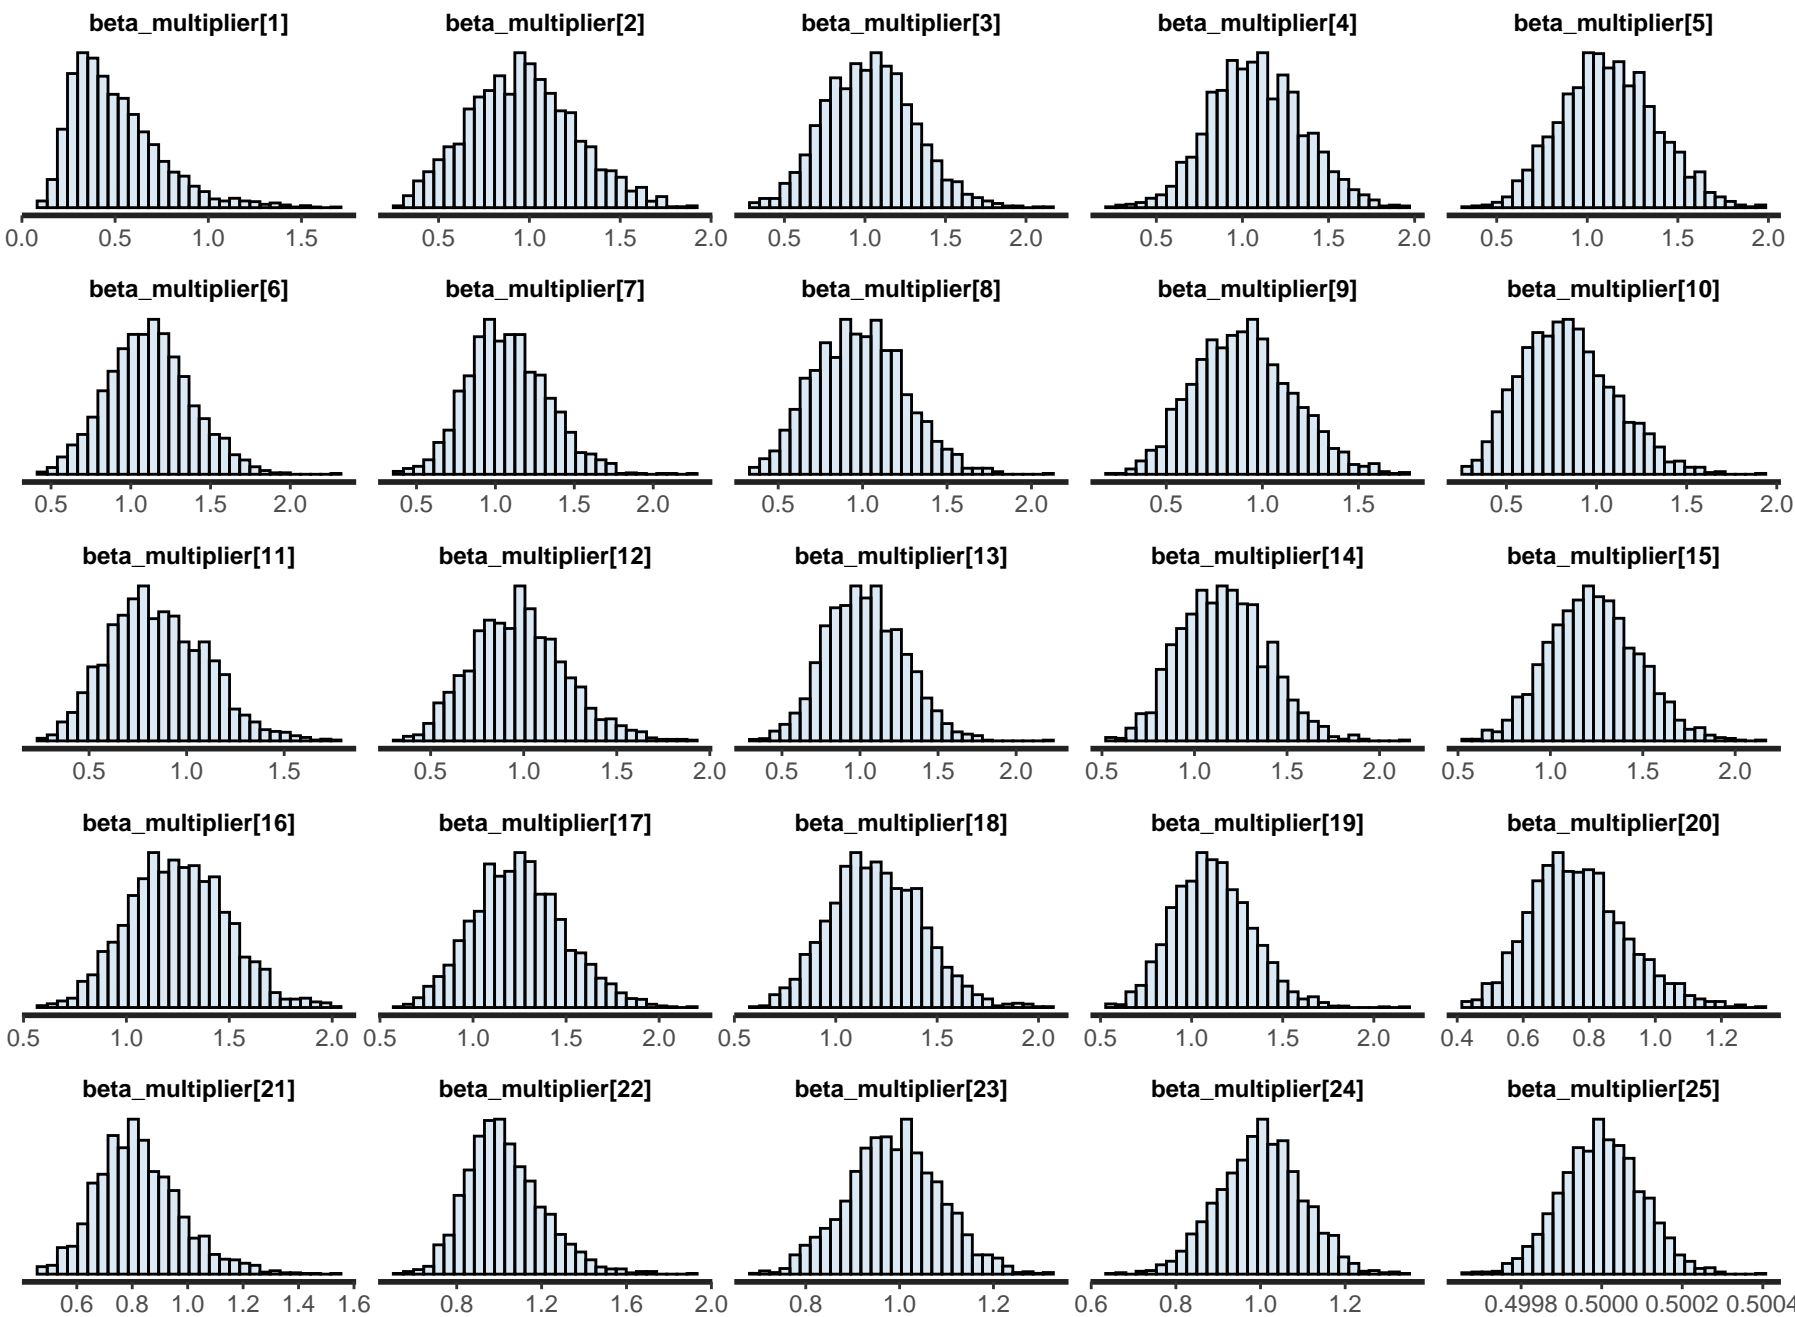 beta_multiplier[1] beta_multiplier[2] beta_multiplier[3] beta_multiplier[4] beta_multiplier[5]
0.0 0.5 1.0 1.5 0.5 1.0 1.5 2.0 0.5 1.0 1.5 2.0 0.5 1.0 1.5 2.0 0.5 1.0 1.5 2.0
beta_multiplier[6] beta_multiplier[7] beta_multiplier[8] beta_multiplier[9] beta_multiplier[10]
0.5 1.0 1.5 2.0 0.5 1.0 1.5 2.0 0.5 1.0 1.5 2.0 0.5 1.0 1.5 0.5 1.0 1.5 2.0
beta_multiplier[11] beta_multiplier[12] beta_multiplier[13] beta_multiplier[14] beta_multiplier[15]
0.5 1.0 1.5 0.5 1.0 1.5 2.0 0.5 1.0 1.5 2.0 0.5 1.0 1.5 2.0 0.5 1.0 1.5 2.0
beta_multiplier[16] beta_multiplier[17] beta_multiplier[18] beta_multiplier[19] beta_multiplier[20]
0.5 1.0 1.5 2.0 0.5 1.0 1.5 2.0 0.5 1.0 1.5 2.0 0.5 1.0 1.5 2.0 0.4 0.6 0.8 1.0 1.2
beta_multiplier[21] beta_multiplier[22] beta_multiplier[23] beta_multiplier[24] beta_multiplier[25]
0.6 0.8 1.0 1.2 1.4 1.6 0.8 1.2 1.6 2.0 0.8 1.0 1.2 0.6 0.8 1.0 1.2 0.4998 0.5000 0.5002 0.5004